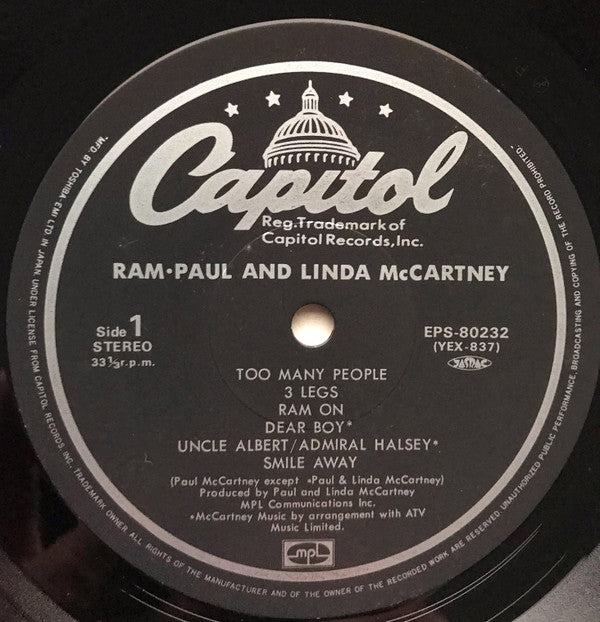 Capitol
Reg. Trademark of
Capitol Records, Inc.
RAM•PAUL AND LINDA McCARTNEY
Side 1
STEREO
33⅓r.p.m.
EPS-80232
(YEX-837)
JASRAC
TOO MANY PEOPLE
3 LEGS
RAM ON
DEAR BOY*
UNCLE ALBERT/ADMIRAL HALSEY*
SMILE AWAY
(Paul McCartney except *Paul & Linda McCartney)
Produced by Paul and Linda McCartney
MPL Communications Inc.
*McCartney Music by arrangement with ATV
Music Limited.
mpl
"MFD. BY TOSHIBA-EMI LTD. IN JAPAN, UNDER LICENSE FROM CAPITOL RECORDS INC. TRADEMARK OWNER ALL RIGHTS OF THE MANUFACTURER AND OF THE OWNER OF THE RECORDED WORK ARE RESERVED. UNAUTHORIZED PUBLIC PERFORMANCE, BROADCASTING AND COPYING OF THE RECORD PROHIBITED."